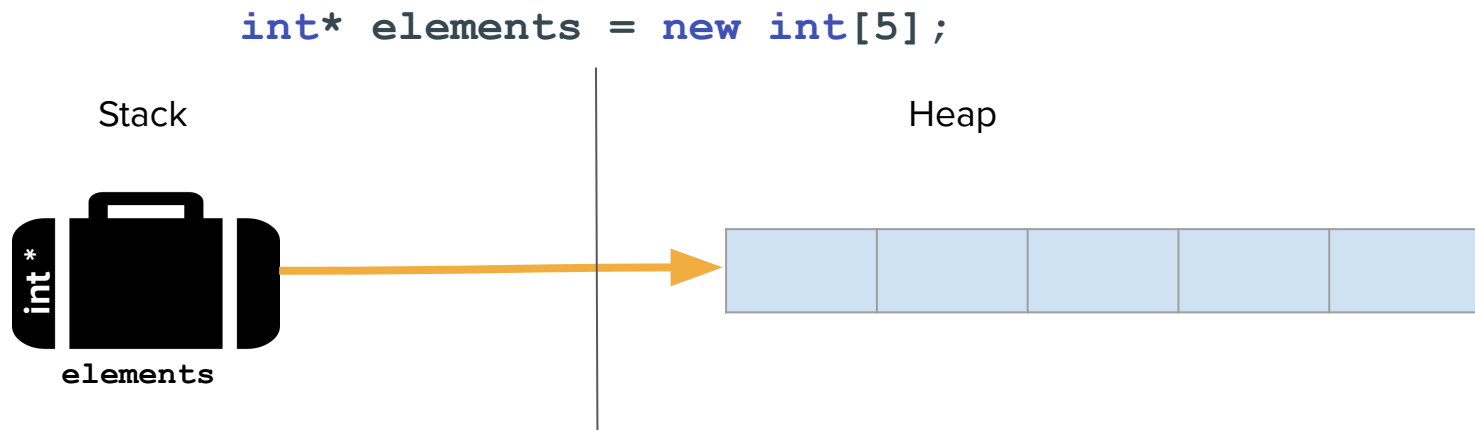 int* elements = new int[5];
Stack
Heap
int *
elements